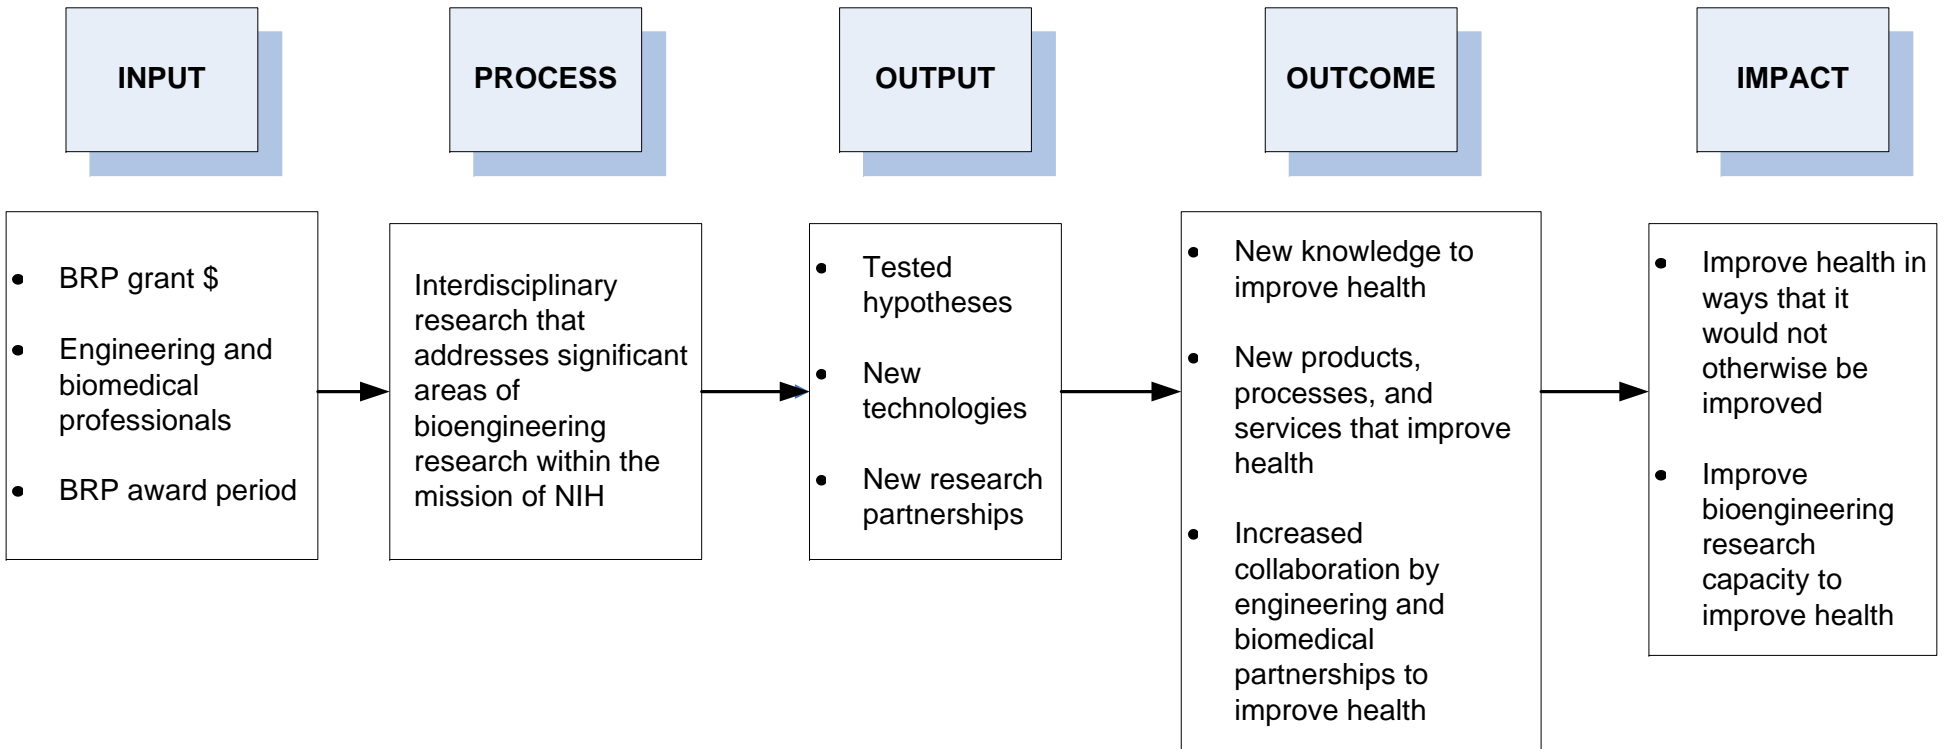 INPUT
PROCESS
OUTPUT
OUTCOME
IMPACT
• BRP grant $
• Engineering and
biomedical
professionals
• BRP award period
Interdisciplinary
research that
addresses significant
areas of
bioengineering
research within the
mission of NIH
• Tested
hypotheses
• New
technologies
• New research
partnerships
• New knowledge to
improve health
• New products,
processes, and
services that improve
health
• Increased
collaboration by
engineering and
biomedical
partnerships to
improve health
• Improve health in
ways that it
would not
otherwise be
improved
• Improve
bioengineering
research
capacity to
improve health